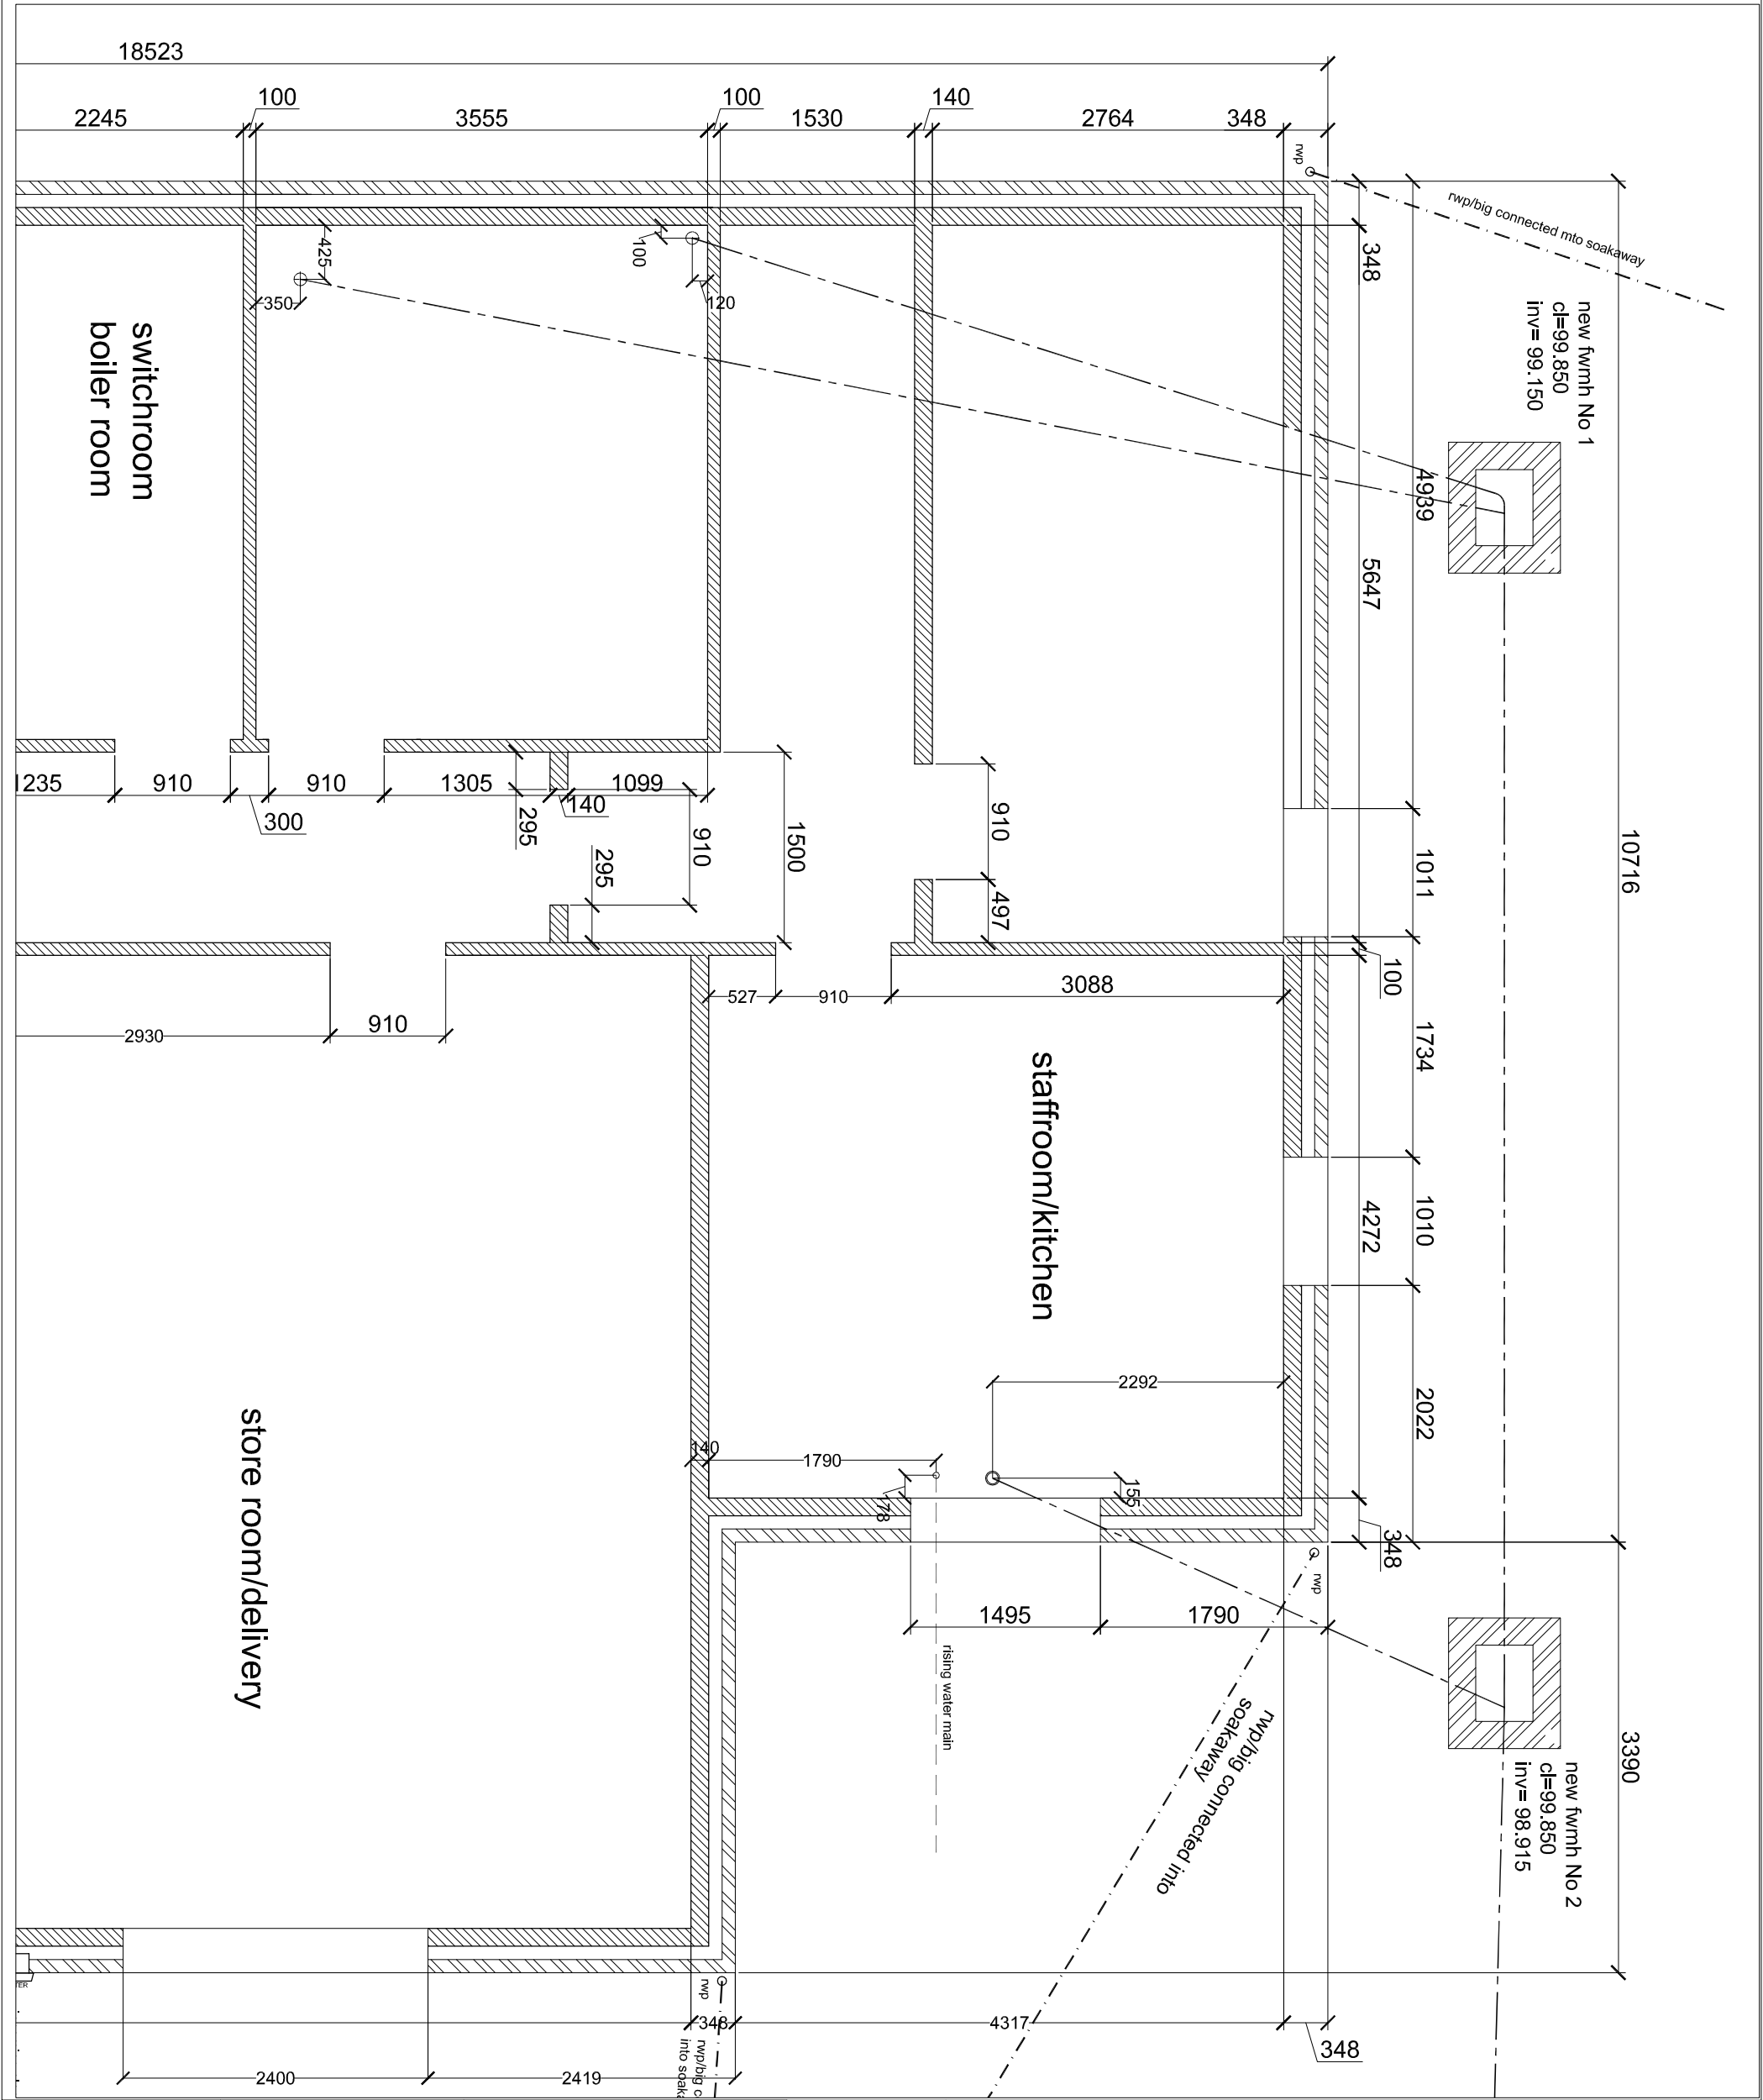 18523
2245
100
3555
100
1530
140
2764
348
rwp
rwp/big connected mto soakaway
425
350
100
120
348
new fwmh No 1
cl=99.850
inv= 99.150
switchroom
boiler room
4939
5647
1235
910
300
910
1305
140
1099
295
295
910
1500
910
497
1011
10716
100
527
910
3088
2930
910
1734
staffroom/kitchen
1010
4272
2292
2022
140
1790
178
155
348
rwp
1495
1790
rising water main
store room/delivery
rwp/big connected into
soakaway
3390
new fwmh No 2
cl=99.850
inv= 98.915
rwp
348
4317
348
rwp/big c
into soaka
2400
2419